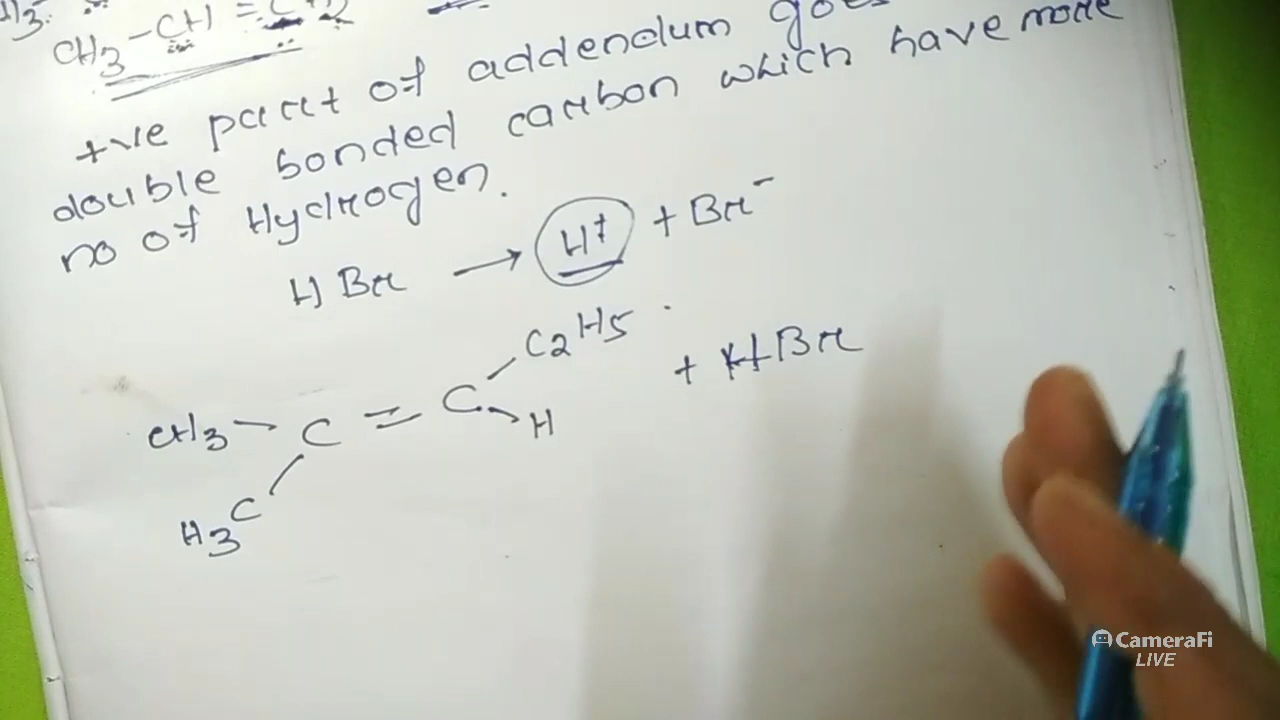 CH3-CH=
+ve part of addendum
double bonded carbon which have more
no of Hydrogen.
HBr → H+ + Br-
C2H5
CH3 - C = C + HBr
H
H3C
CameraFi
LIVE